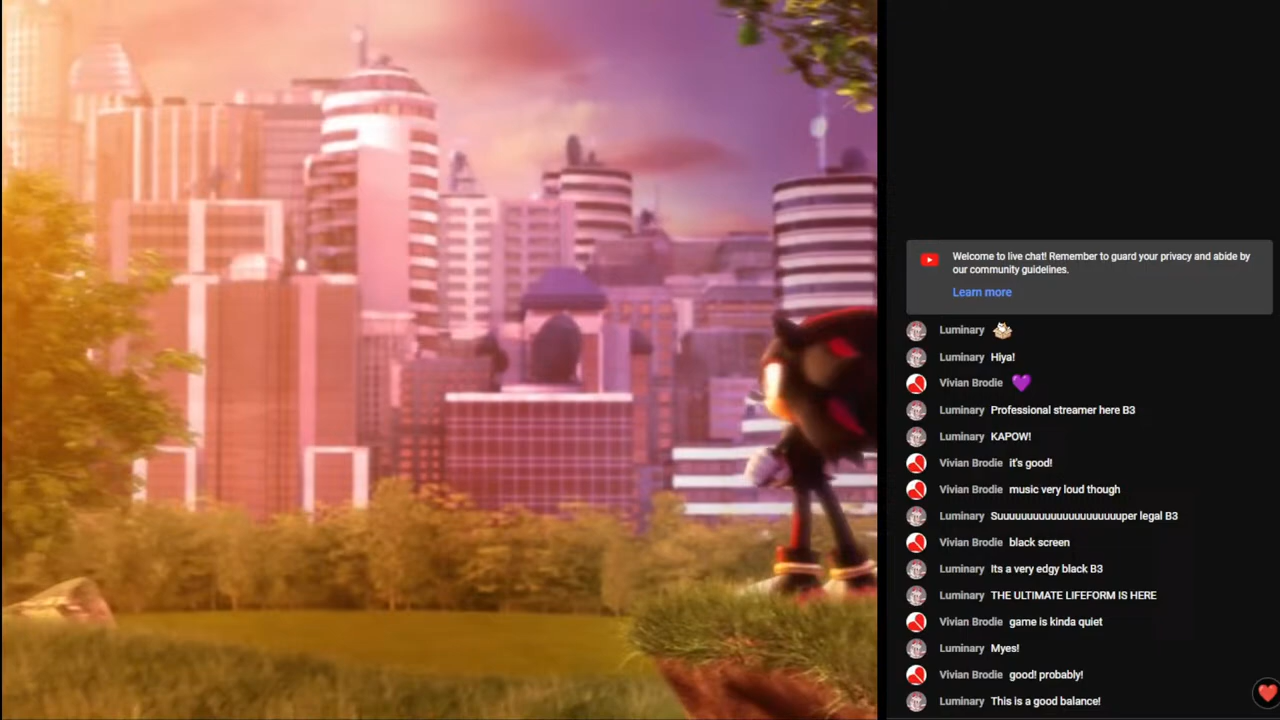 Welcome to live chat! Remember to guard your privacy and abide by
our community guidelines.
Learn more
Luminary
Luminary Hiya!
Vivian Brodie 💜
Luminary Professional streamer here B3
Luminary KAPOW!
Vivian Brodie it's good!
Vivian Brodie music very loud though
Luminary Suuuuuuuuuuuuuuuuuuuuper legal B3
Vivian Brodie black screen
Luminary Its a very edgy black B3
Luminary THE ULTIMATE LIFEFORM IS HERE
Vivian Brodie game is kinda quiet
Luminary Myes!
Vivian Brodie good! probably!
Luminary This is a good balance!